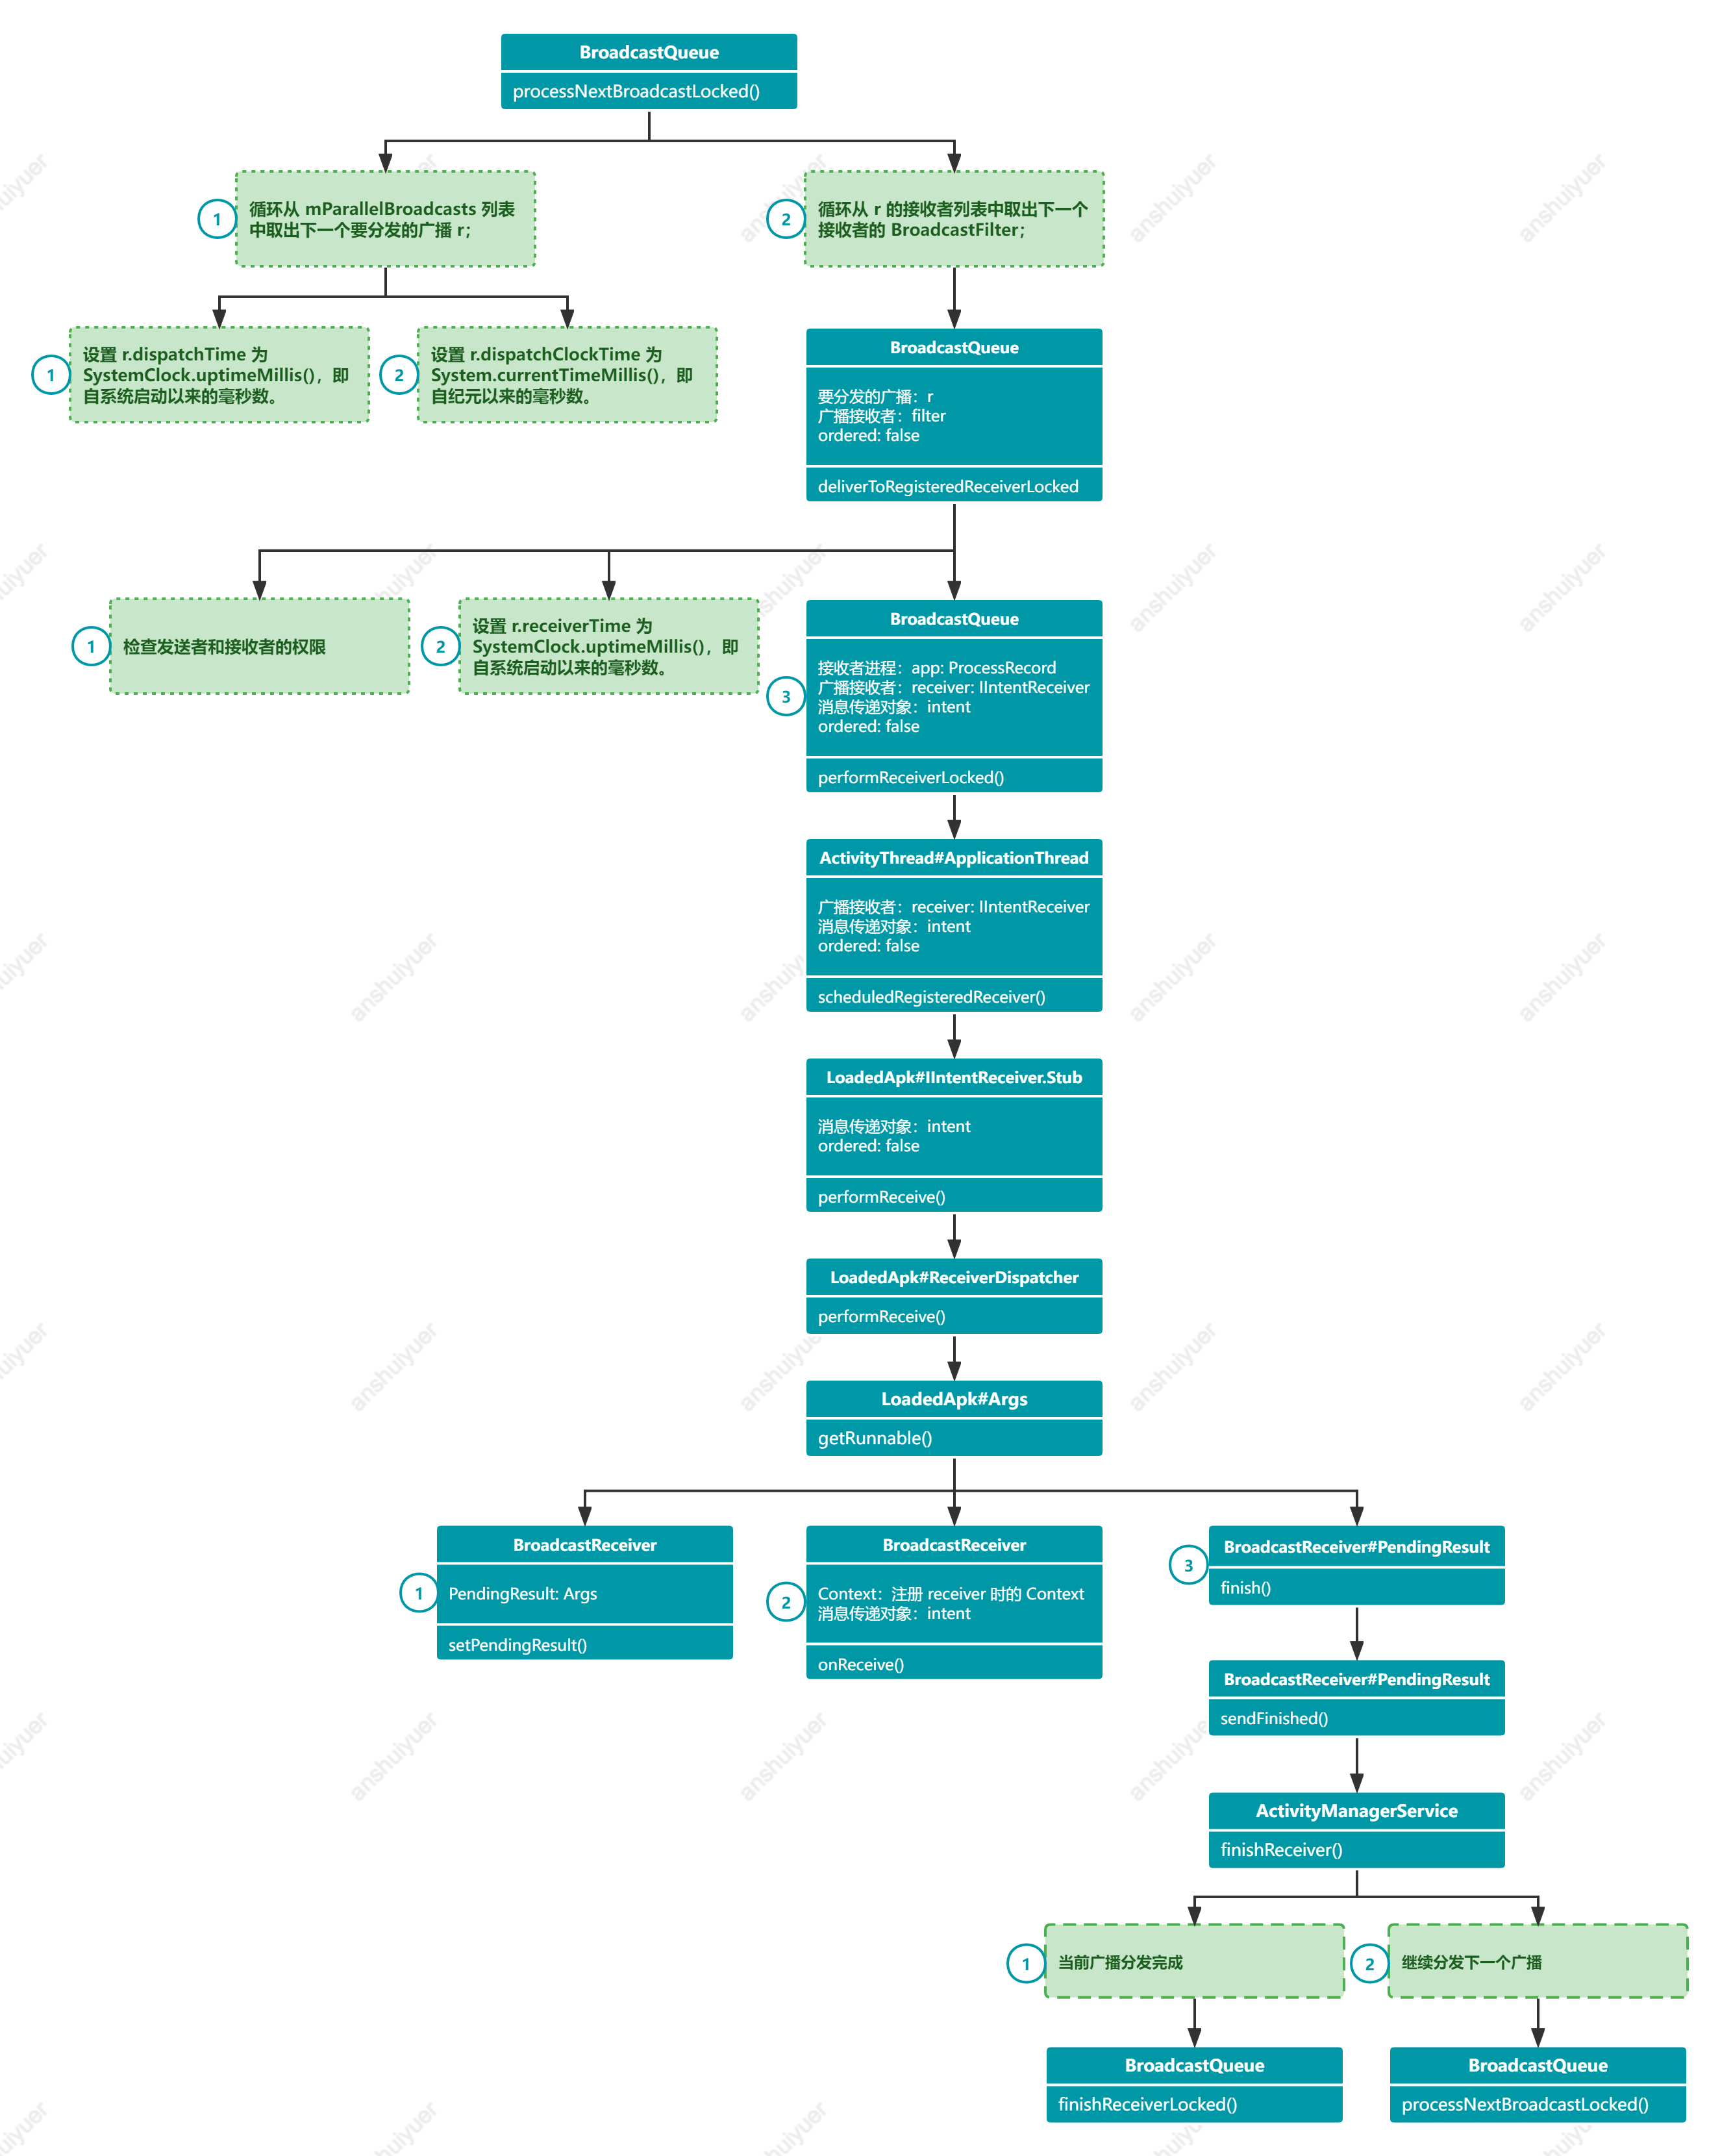 BroadcastQueue
processNextBroadcastLocked()
1
循环从 mParallelBroadcasts 列表
中取出下一个要分发的广播 r；
2
循环从 r 的接收者列表中取出下一个
接收者的 BroadcastFilter；
1
设置 r.dispatchTime 为
SystemClock.uptimeMillis()，即
自系统启动以来的毫秒数。
2
设置 r.dispatchClockTime 为
System.currentTimeMillis()，即
自纪元以来的毫秒数。
BroadcastQueue
要分发的广播：r
广播接收者：filter
ordered: false
deliverToRegisteredReceiverLocked
1
检查发送者和接收者的权限
2
设置 r.receiverTime 为
SystemClock.uptimeMillis()，即
自系统启动以来的毫秒数。
3
BroadcastQueue
接收者进程：app: ProcessRecord
广播接收者：receiver: IIntentReceiver
消息传递对象：intent
ordered: false
performReceiverLocked()
ActivityThread#ApplicationThread
广播接收者：receiver: IIntentReceiver
消息传递对象：intent
ordered: false
scheduledRegisteredReceiver()
LoadedApk#IIntentReceiver.Stub
消息传递对象：intent
ordered: false
performReceive()
LoadedApk#ReceiverDispatcher
performReceive()
LoadedApk#Args
getRunnable()
1
BroadcastReceiver
PendingResult: Args
setPendingResult()
2
BroadcastReceiver
Context：注册 receiver 时的 Context
消息传递对象：intent
onReceive()
3
BroadcastReceiver#PendingResult
finish()
BroadcastReceiver#PendingResult
sendFinished()
ActivityManagerService
finishReceiver()
1
当前广播分发完成
2
继续分发下一个广播
BroadcastQueue
finishReceiverLocked()
BroadcastQueue
processNextBroadcastLocked()
anshuiyuer